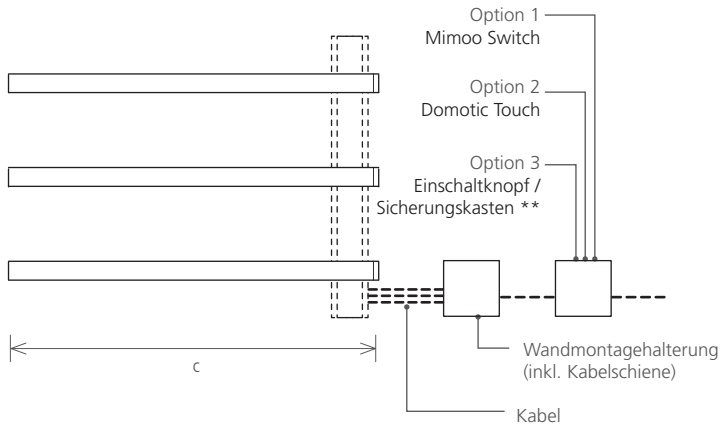 Option 1
Mimoo Switch
Option 2
Domotic Touch
Option 3
Einschaltknopf /
Sicherungskasten **
c
Wandmontagehalterung
(inkl. Kabelschiene)
Kabel